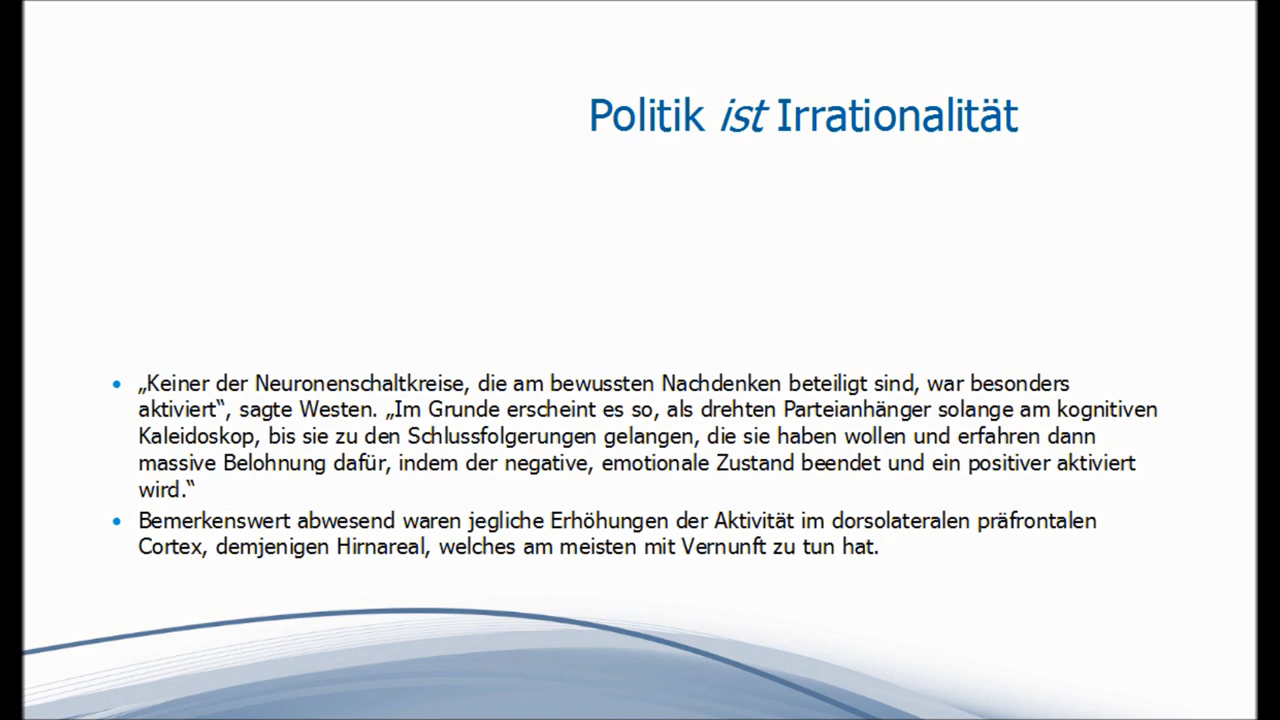 Politik ist Irrationalität
• „Keiner der Neuronenschaltkreise, die am bewussten Nachdenken beteiligt sind, war besonders
aktiviert“, sagte Westen. „Im Grunde erscheint es so, als drehten Parteianhänger solange am kognitiven
Kaleidoskop, bis sie zu den Schlussfolgerungen gelangen, die sie haben wollen und erfahren dann
massive Belohnung dafür, indem der negative, emotionale Zustand beendet und ein positiver aktiviert
wird.“
• Bemerkenswert abwesend waren jegliche Erhöhungen der Aktivität im dorsolateralen präfrontalen
Cortex, demjenigen Hirnareal, welches am meisten mit Vernunft zu tun hat.